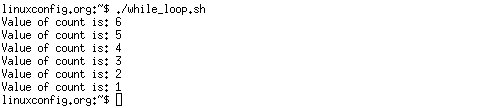 linuxconfig.org:~$ ./while_loop.sh
Value of count is: 6
Value of count is: 5
Value of count is: 4
Value of count is: 3
Value of count is: 2
Value of count is: 1
linuxconfig.org:~$